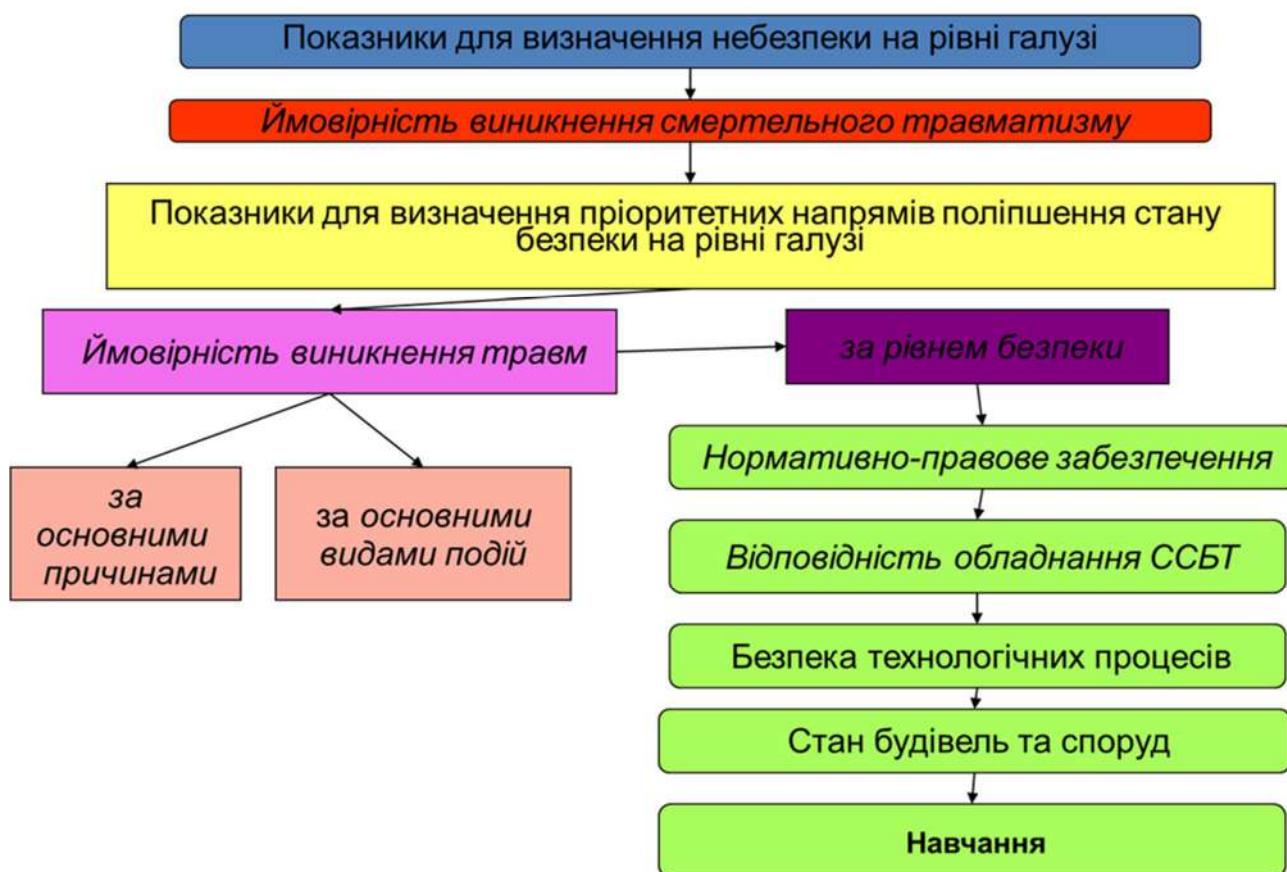 Показники для визначення небезпеки на рівні галузі
Ймовірність виникнення смертельного травматизму
Показники для визначення пріоритетних напрямів поліпшення стану
безпеки на рівні галузі
Ймовірність виникнення травм
за рівнем безпеки
за
основними
причинами
за основними
видами подій
Нормативно-правове забезпечення
Відповідність обладнання ССБТ
Безпека технологічних процесів
Стан будівель та споруд
Навчання